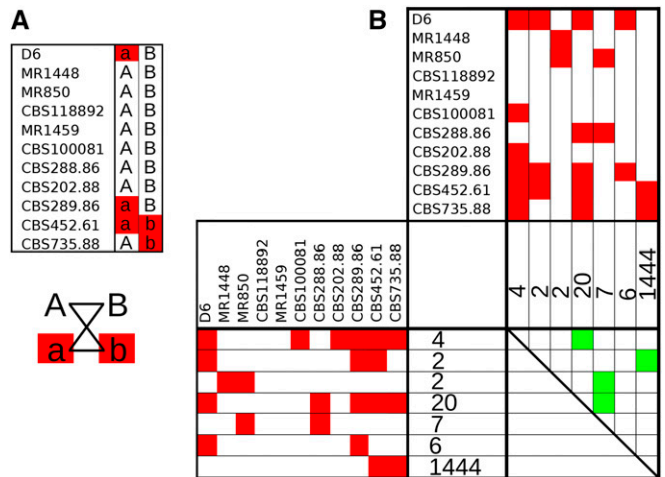 A
D6 a B
MR1448 A B
MR850 A B
CBS118892 A B
MR1459 A B
CBS100081 A B
CBS288.86 A B
CBS202.88 A B
CBS289.86 a B
CBS452.61 a b
CBS735.88 A b
A B
a b
B
D6
MR1448
MR850
CBS118892
MR1459
CBS100081
CBS288.86
CBS202.88
CBS289.86
CBS452.61
CBS735.88
4 2 2 20 7 6 1444
D6
MR1448
MR850
CBS118892
MR1459
CBS100081
CBS288.86
CBS202.88
CBS289.86
CBS452.61
CBS735.88
4
2
2
20
7
6
1444